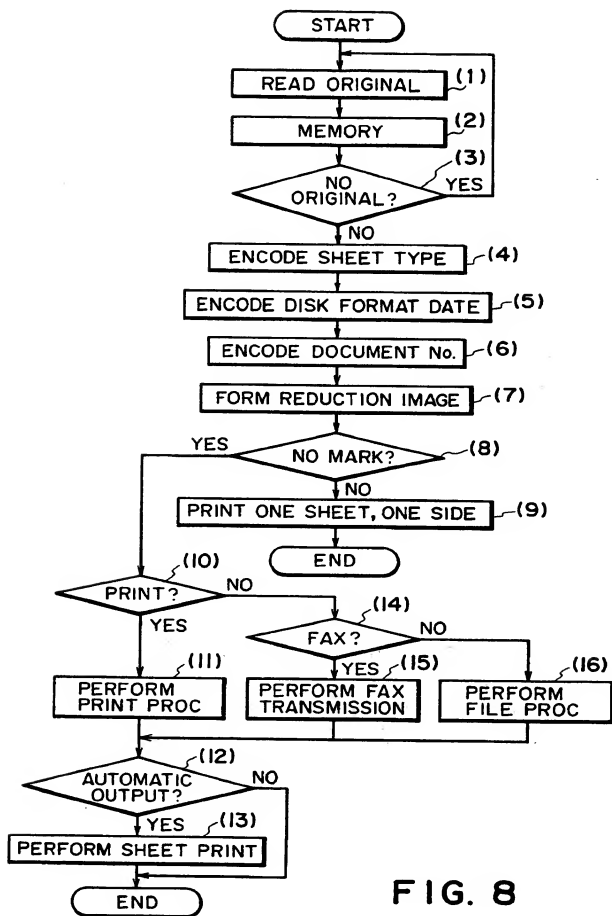 START
READ ORIGINAL
(1)
MEMORY
(2)
NO
ORIGINAL?
(3)
YES
NO
ENCODE SHEET TYPE
(4)
ENCODE DISK FORMAT DATE
(5)
ENCODE DOCUMENT No.
(6)
FORM REDUCTION IMAGE
(7)
NO MARK?
(8)
YES
NO
PRINT ONE SHEET, ONE SIDE
(9)
END
PRINT?
(10)
NO
YES
FAX?
(14)
NO
YES
PERFORM
PRINT PROC
(11)
PERFORM FAX
TRANSMISSION
(15)
PERFORM
FILE PROC
(16)
AUTOMATIC
OUTPUT?
(12)
NO
YES
PERFORM SHEET PRINT
(13)
END
FIG. 8